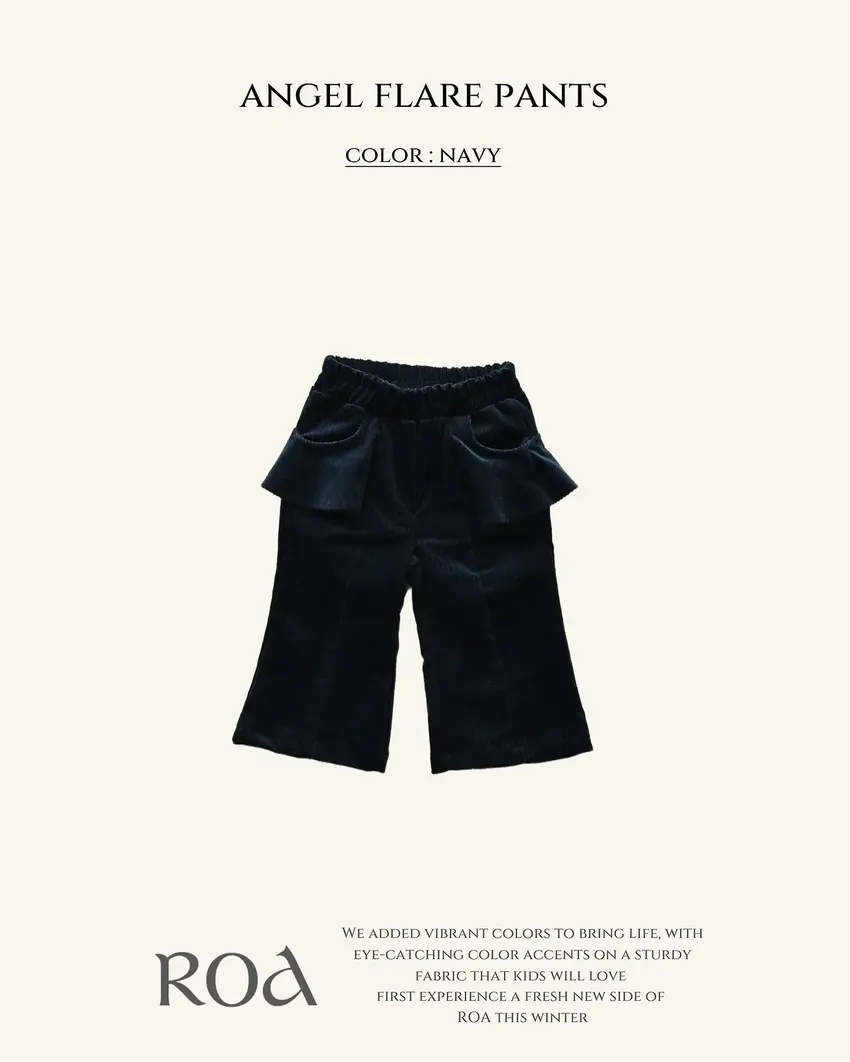 ANGEL FLARE PANTS
COLOR : NAVY
ROA
WE ADDED VIBRANT COLORS TO BRING LIFE, WITH
EYE-CATCHING COLOR ACCENTS ON A STURDY
FABRIC THAT KIDS WILL LOVE
FIRST EXPERIENCE A FRESH NEW SIDE OF
ROA THIS WINTER